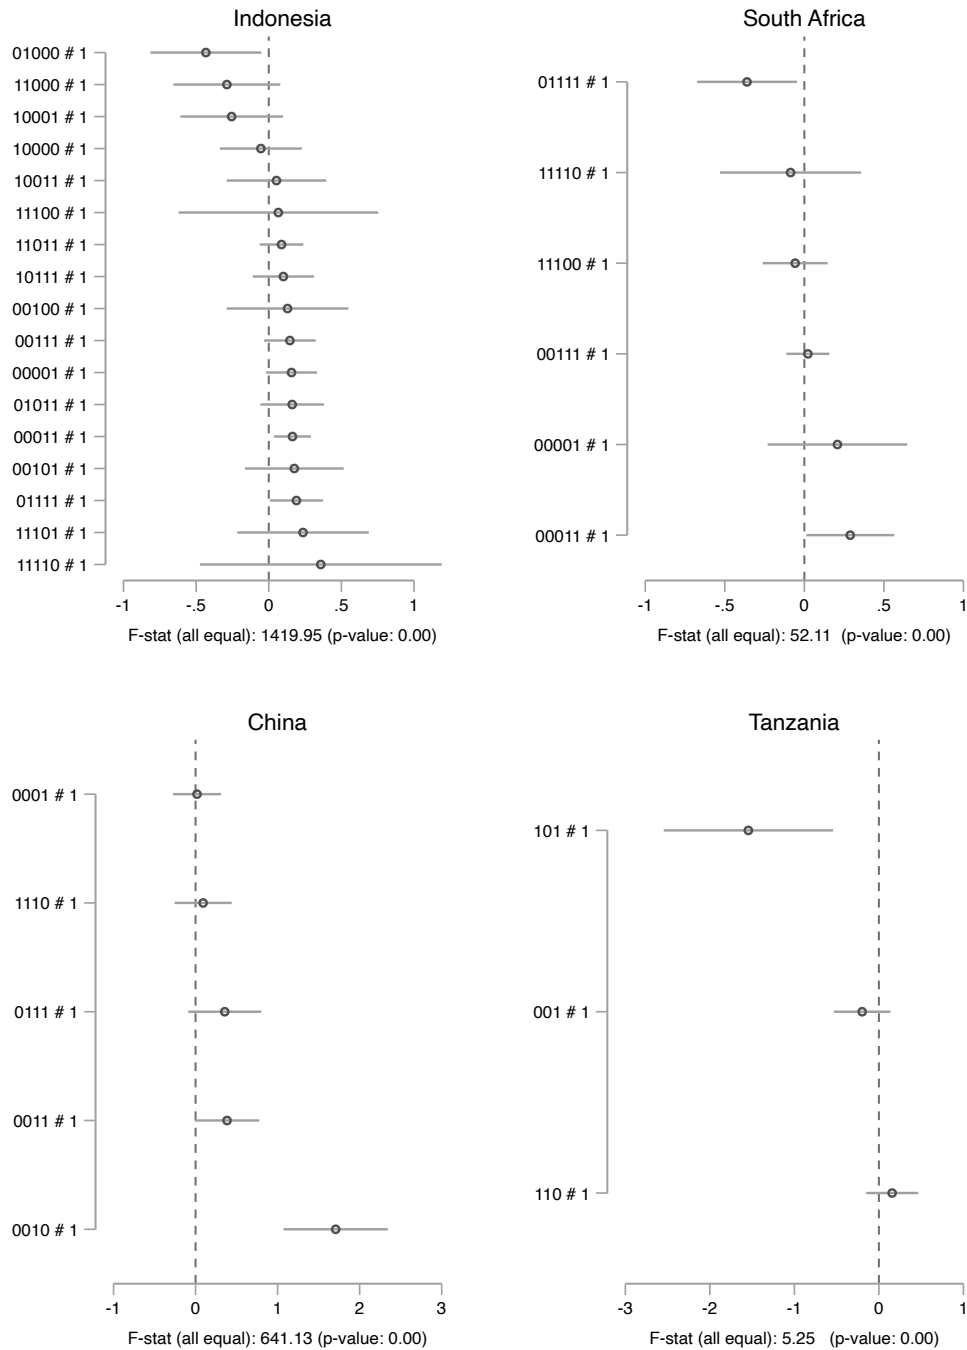 Indonesia
01000 # 1
11000 # 1
10001 # 1
10000 # 1
10011 # 1
11100 # 1
11011 # 1
10111 # 1
00100 # 1
00111 # 1
00001 # 1
01011 # 1
00011 # 1
00101 # 1
01111 # 1
11101 # 1
11110 # 1
-1 -.5 0 .5 1
F-stat (all equal): 1419.95 (p-value: 0.00)
South Africa
01111 # 1
11110 # 1
11100 # 1
00111 # 1
00001 # 1
00011 # 1
-1 -.5 0 .5 1
F-stat (all equal): 52.11 (p-value: 0.00)
China
0001 # 1
1110 # 1
0111 # 1
0011 # 1
0010 # 1
-1 0 1 2 3
F-stat (all equal): 641.13 (p-value: 0.00)
Tanzania
101 # 1
001 # 1
110 # 1
-3 -2 -1 0 1
F-stat (all equal): 5.25 (p-value: 0.00)